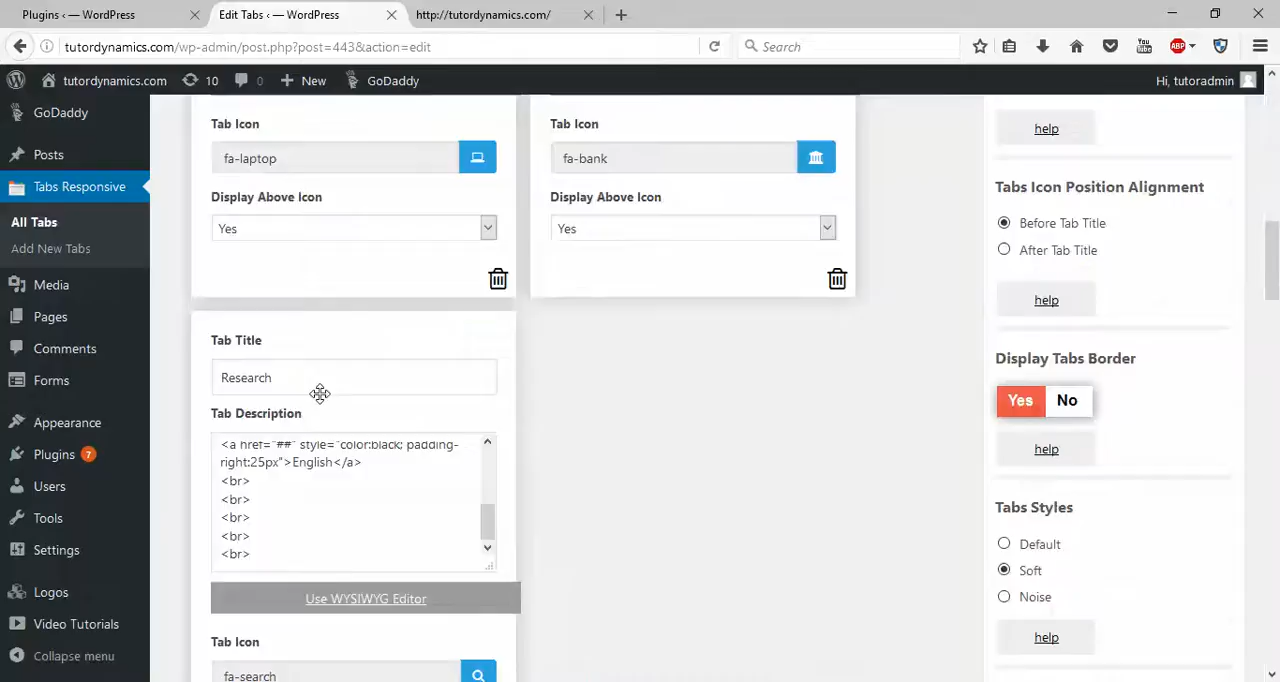 Plugins ‹ — WordPress
Edit Tabs ‹ — WordPress
http://tutordynamics.com/
tutordynamics.com/wp-admin/post.php?post=443&action=edit
Search
You Tube
ABP
tutordynamics.com
10
0
New
GoDaddy
Hi, tutoradmin
GoDaddy
Posts
Tabs Responsive
All Tabs
Add New Tabs
Media
Pages
Comments
Forms
Appearance
Plugins 7
Users
Tools
Settings
Logos
Video Tutorials
Collapse menu
Tab Icon
fa-laptop
Display Above Icon
Yes
Tab Icon
fa-bank
Display Above Icon
Yes
Tab Title
Research
Tab Description
<a href="##" style="color:black; padding-
right:25px">English</a>
<br>
<br>
<br>
<br>
<br>
Use WYSIWYG Editor
Tab Icon
fa-search
help
Tabs Icon Position Alignment
Before Tab Title
After Tab Title
help
Display Tabs Border
Yes No
help
Tabs Styles
Default
Soft
Noise
help